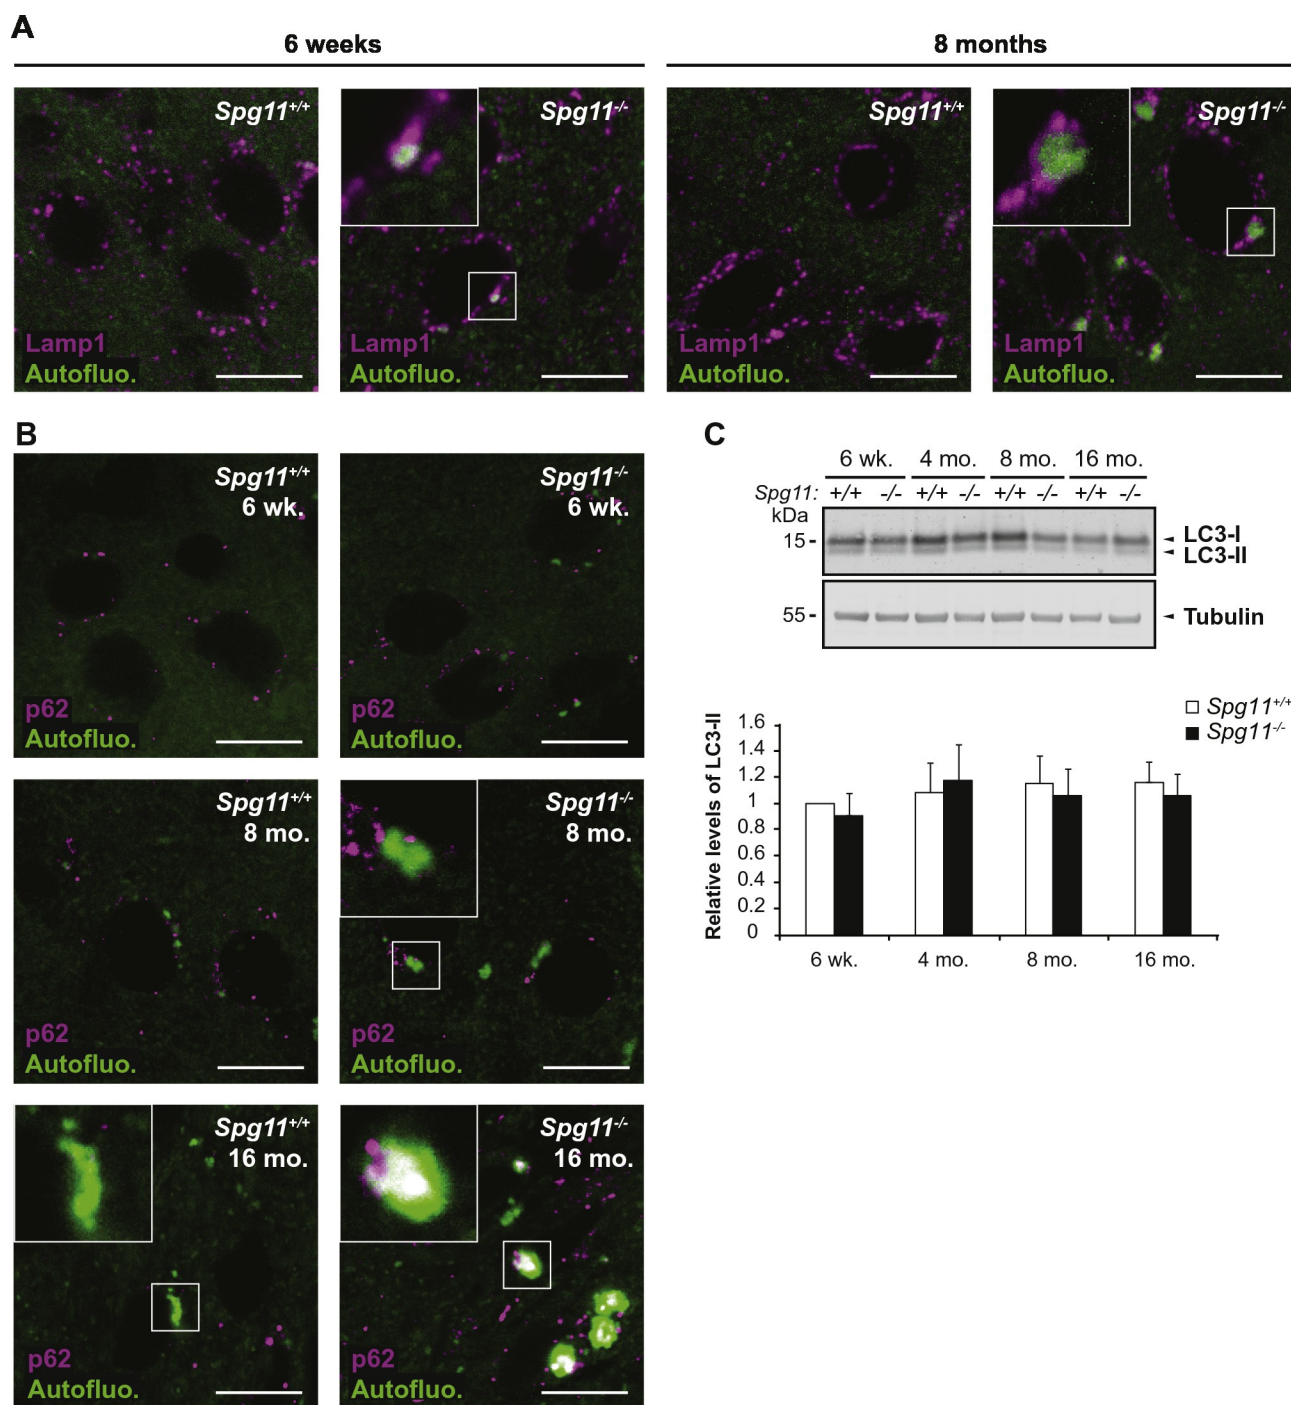 A
6 weeks
8 months
Spg11+/+
Spg11-/-
Spg11+/+
Spg11-/-
Lamp1
Autofluo.
Lamp1
Autofluo.
Lamp1
Autofluo.
Lamp1
Autofluo.
B
Spg11+/+
6 wk.
Spg11-/-
6 wk.
p62
Autofluo.
p62
Autofluo.
Spg11+/+
8 mo.
Spg11-/-
8 mo.
p62
Autofluo.
p62
Autofluo.
Spg11+/+
16 mo.
Spg11-/-
16 mo.
p62
Autofluo.
p62
Autofluo.
C
6 wk. 4 mo. 8 mo. 16 mo.
Spg11: +/+ -/- +/+ -/- +/+ -/- +/+ -/-
kDa
15
LC3-I
LC3-II
55
Tubulin
Spg11+/+
Spg11-/-
Relative levels of LC3-II
1.6
1.4
1.2
1
0.8
0.6
0.4
0.2
0
6 wk. 4 mo. 8 mo. 16 mo.